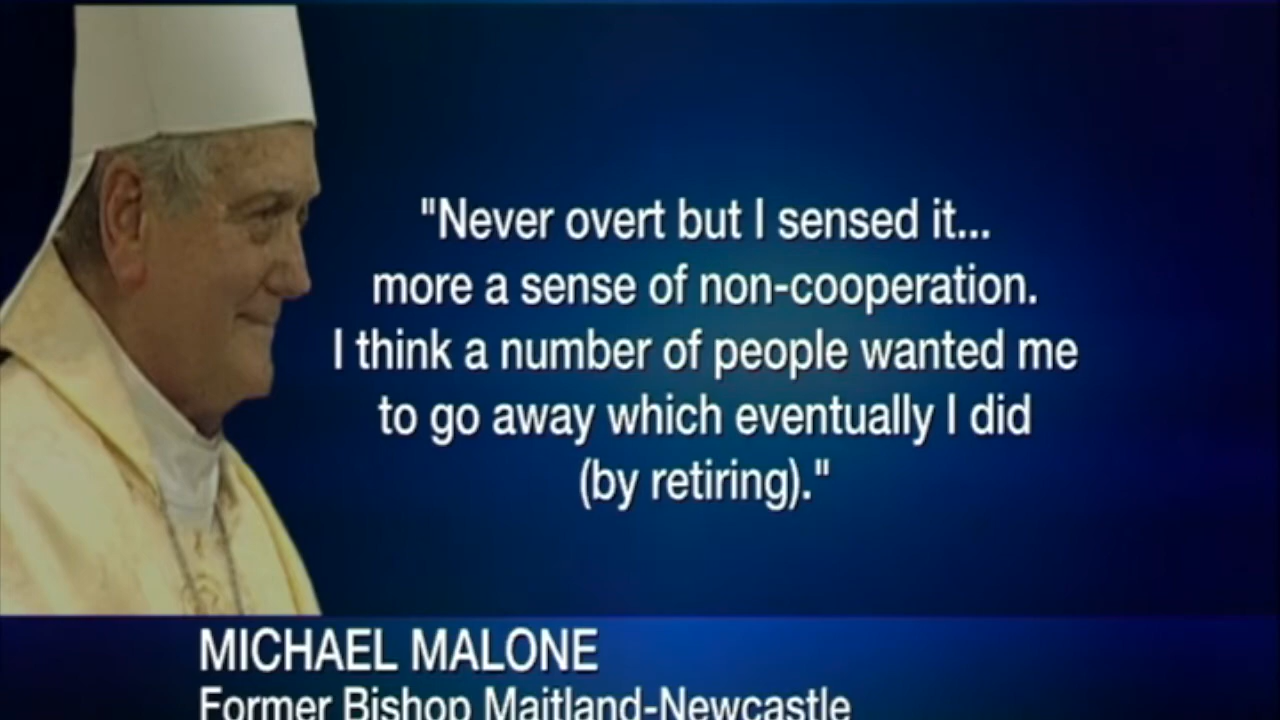 "Never overt but I sensed it...
more a sense of non-cooperation.
I think a number of people wanted me
to go away which eventually I did
(by retiring)."
MICHAEL MALONE
Former Bishop Maitland-Newcastle